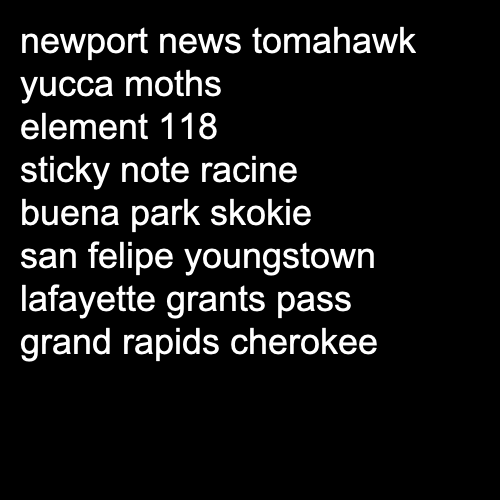 newport news tomahawk
yucca moths
element 118
sticky note racine
buena park skokie
san felipe youngstown
lafayette grants pass
grand rapids cherokee